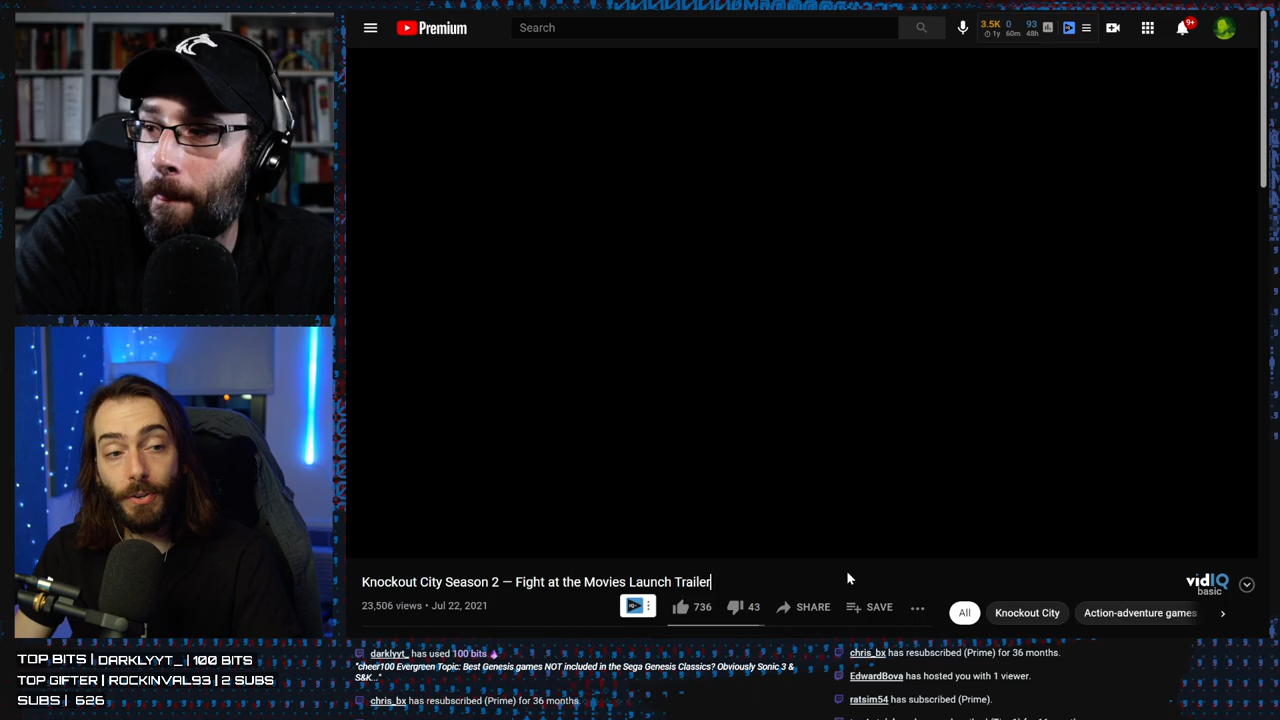 Premium
Search
3.5K 0 93
1y 60m 48h
9+
Knockout City Season 2 — Fight at the Movies Launch Trailer
23,506 views • Jul 22, 2021
736
43
SHARE
SAVE
vidIQ
basic
All
Knockout City
Action-adventure games
TOP BITS | DARKLYYT_ | 100 BITS
TOP GIFTER | ROCKINVAL93 | 2 SUBS
SUBS | 626
darklyyt_ has used 100 bits
"cheer100 Evergreen Topic: Best Genesis games NOT included in the Sega Genesis Classics? Obviously Sonic 3 &
S&K..."
chris_bx has resubscribed (Prime) for 36 months.
chris_bx has resubscribed (Prime) for 36 months.
EdwardBova has hosted you with 1 viewer.
ratsim54 has subscribed (Prime).